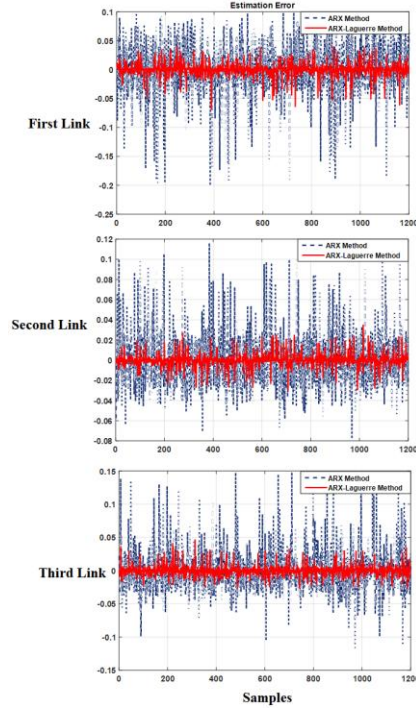 Estimation Error
ARX Method
ARX-Laguerre Method
0.1
0.05
0
-0.05
-0.1
-0.15
-0.2
-0.25
First Link
0 200 400 600 800 1000 1200
ARX Method
ARX-Laguerre Method
0.12
0.1
0.08
0.06
0.04
0.02
0
-0.02
-0.04
-0.06
-0.08
Second Link
0 200 400 600 800 1000 1200
ARX Method
ARX-Laguerre Method
0.15
0.1
0.05
0
-0.05
-0.1
0.15
Third Link
0 200 400 600 800 1000 1200
Samples